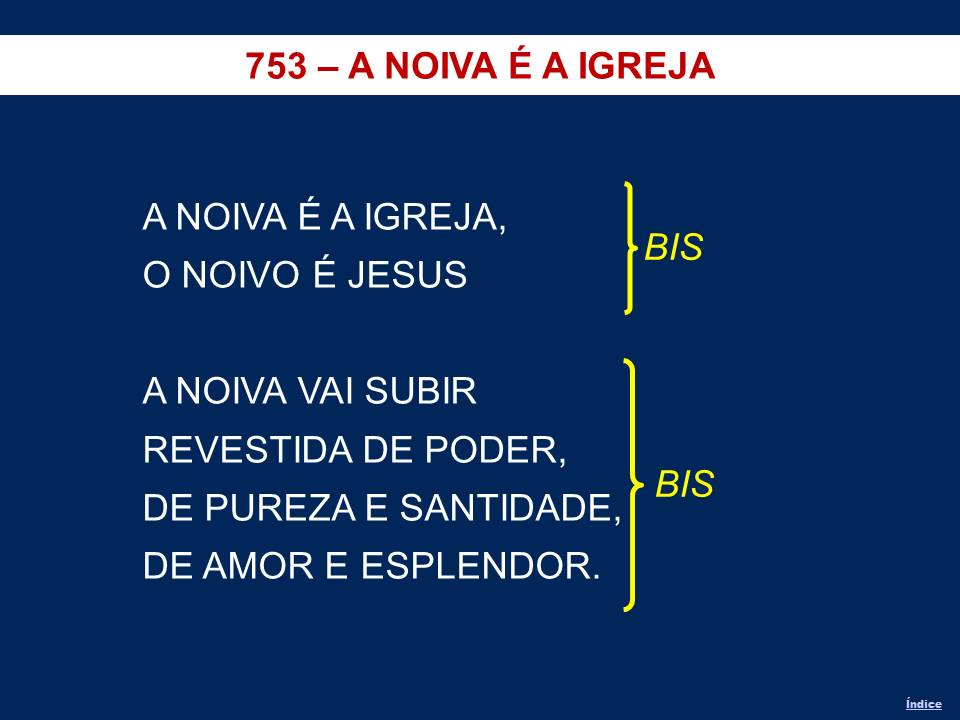 753 – A NOIVA É A IGREJA
A NOIVA É A IGREJA,
O NOIVO É JESUS
BIS
A NOIVA VAI SUBIR
REVESTIDA DE PODER,
DE PUREZA E SANTIDADE,
DE AMOR E ESPLENDOR.
BIS
Índice